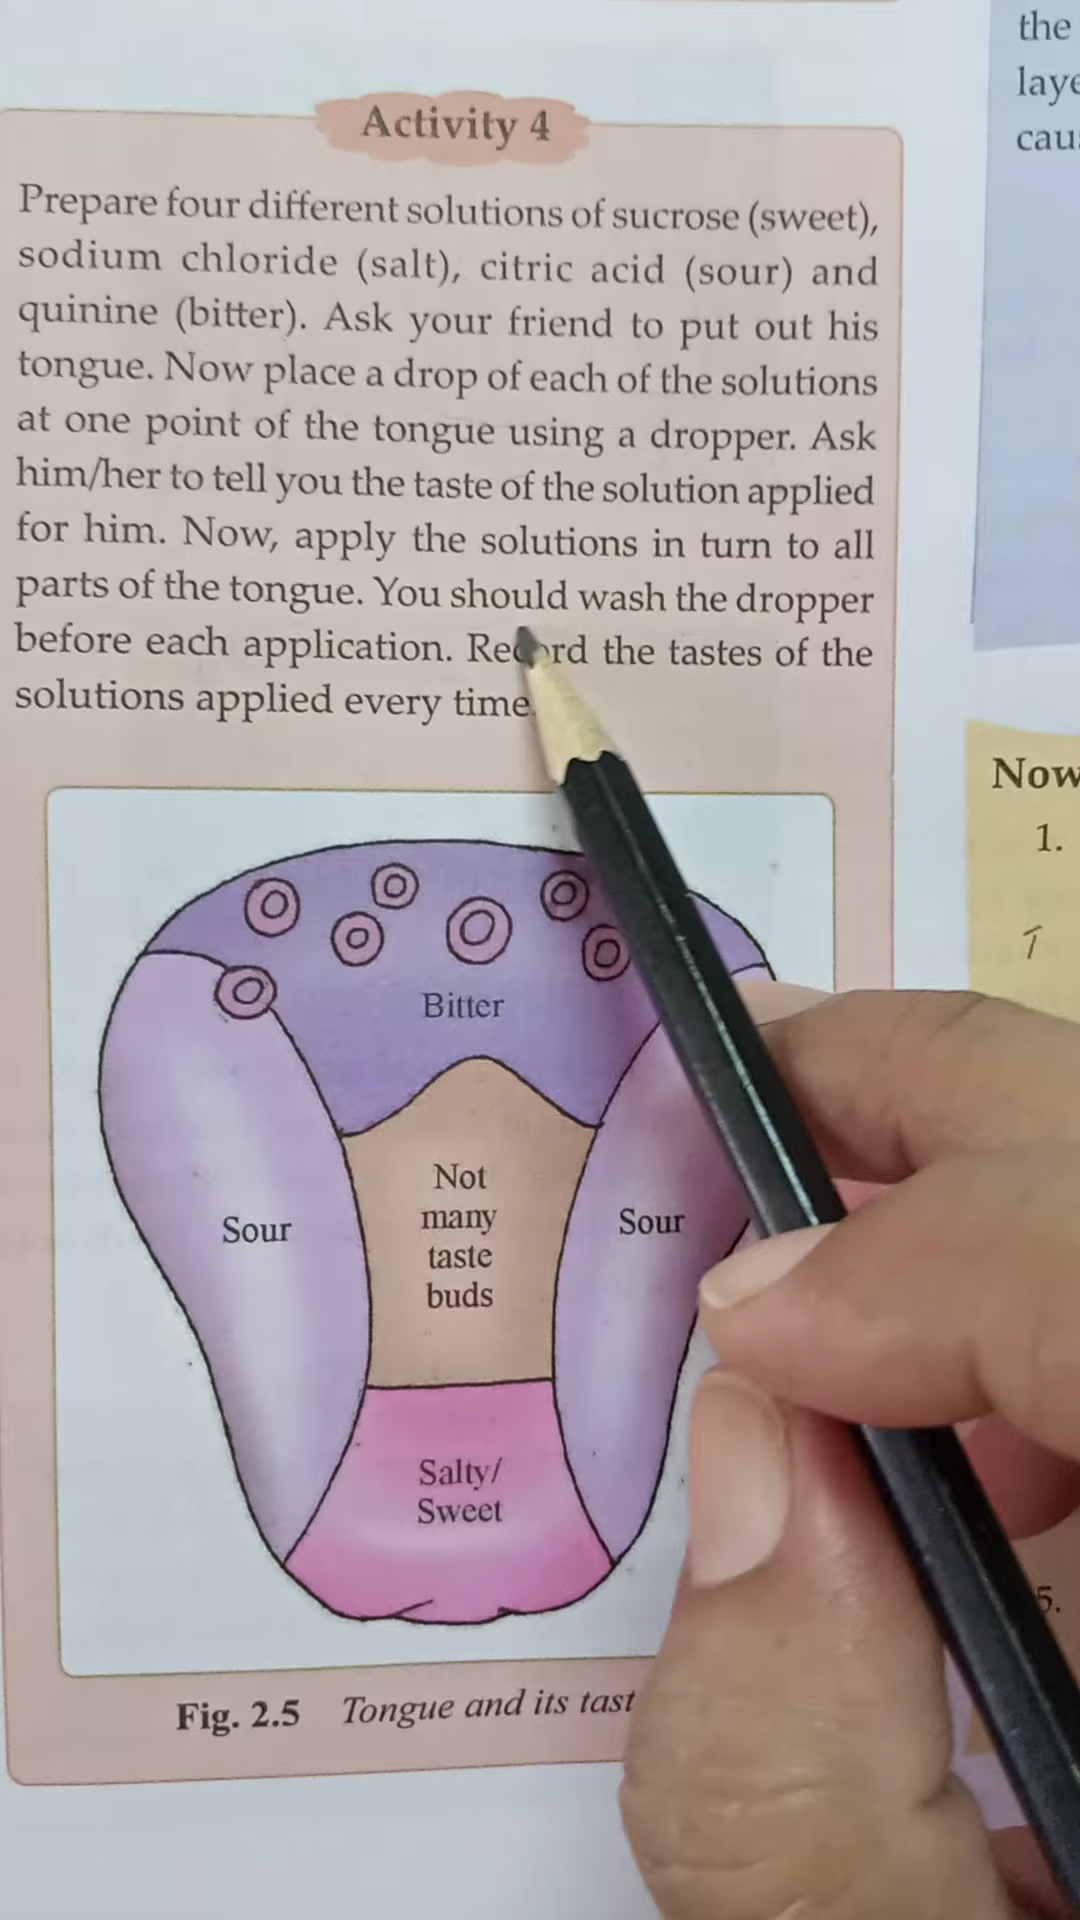 Activity 4
Prepare four different solutions of sucrose (sweet),
sodium chloride (salt), citric acid (sour) and
quinine (bitter). Ask your friend to put out his
tongue. Now place a drop of each of the solutions
at one point of the tongue using a dropper. Ask
him/her to tell you the taste of the solution applied
for him. Now, apply the solutions in turn to all
parts of the tongue. You should wash the dropper
before each application. Record the tastes of the
solutions applied every time.
Bitter
Not
many
taste
buds
Sour
Sour
Salty/
Sweet
Fig. 2.5 Tongue and its
the
Now
1.
5.